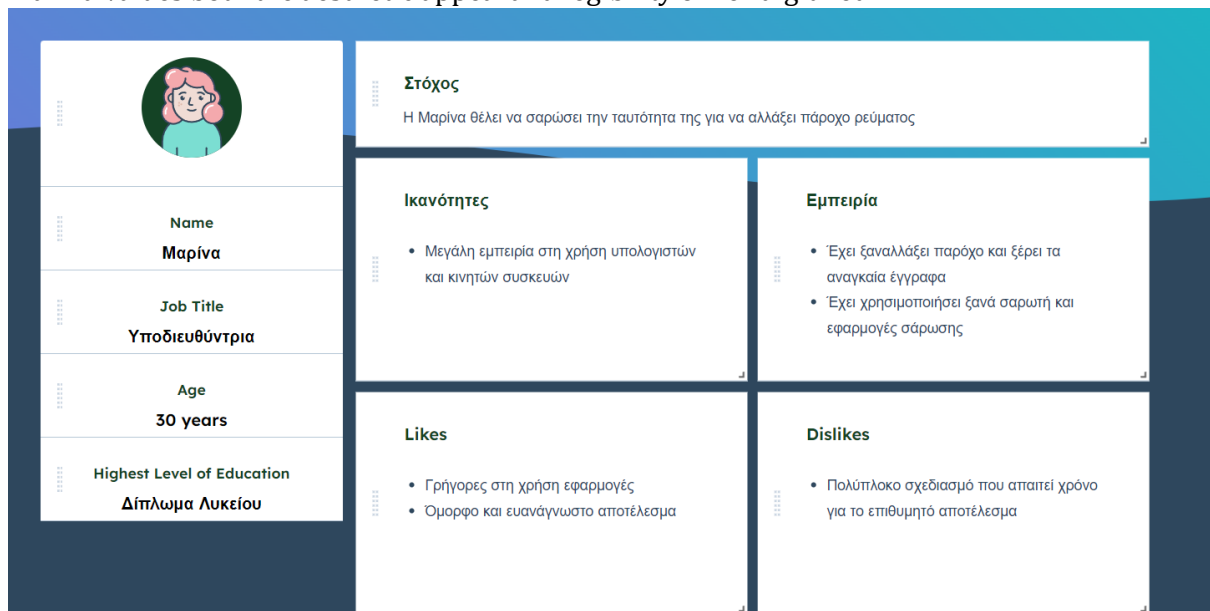 Name
Μαρίνα
Job Title
Υποδιευθύντρια
Age
30 years
Highest Level of Education
Δίπλωμα Λυκείου
Στόχος
Η Μαρίνα θέλει να σαρώσει την ταυτότητα της για να αλλάξει πάροχο ρεύματος
Ικανότητες
• Μεγάλη εμπειρία στη χρήση υπολογιστών
και κινητών συσκευών
Εμπειρία
• Έχει ξαναλλάξει παρόχο και ξέρει τα
αναγκαία έγγραφα
• Έχει χρησιμοποιήσει ξανά σαρωτή και
εφαρμογές σάρωσης
Likes
• Γρήγορες στη χρήση εφαρμογές
• Όμορφο και ευανάγνωστο αποτέλεσμα
Dislikes
• Πολύπλοκο σχεδιασμό που απαιτεί χρόνο
για το επιθυμητό αποτέλεσμα